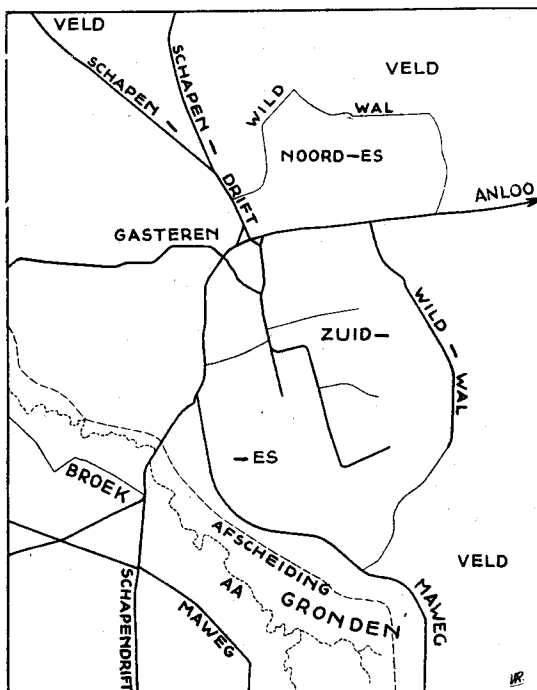 VELD
SCHAPEN —
SCHAPEN — DRIFT
VELD
WILD WAL
NOORD—ES
ANLOO
GASTEREN
ZUID—
WILD — WAL
—ES
BROEK
AFSCHEIDING
VELD
AA
GRONDEN
MAWEG
SCHAPENDRIFT
MAWEG